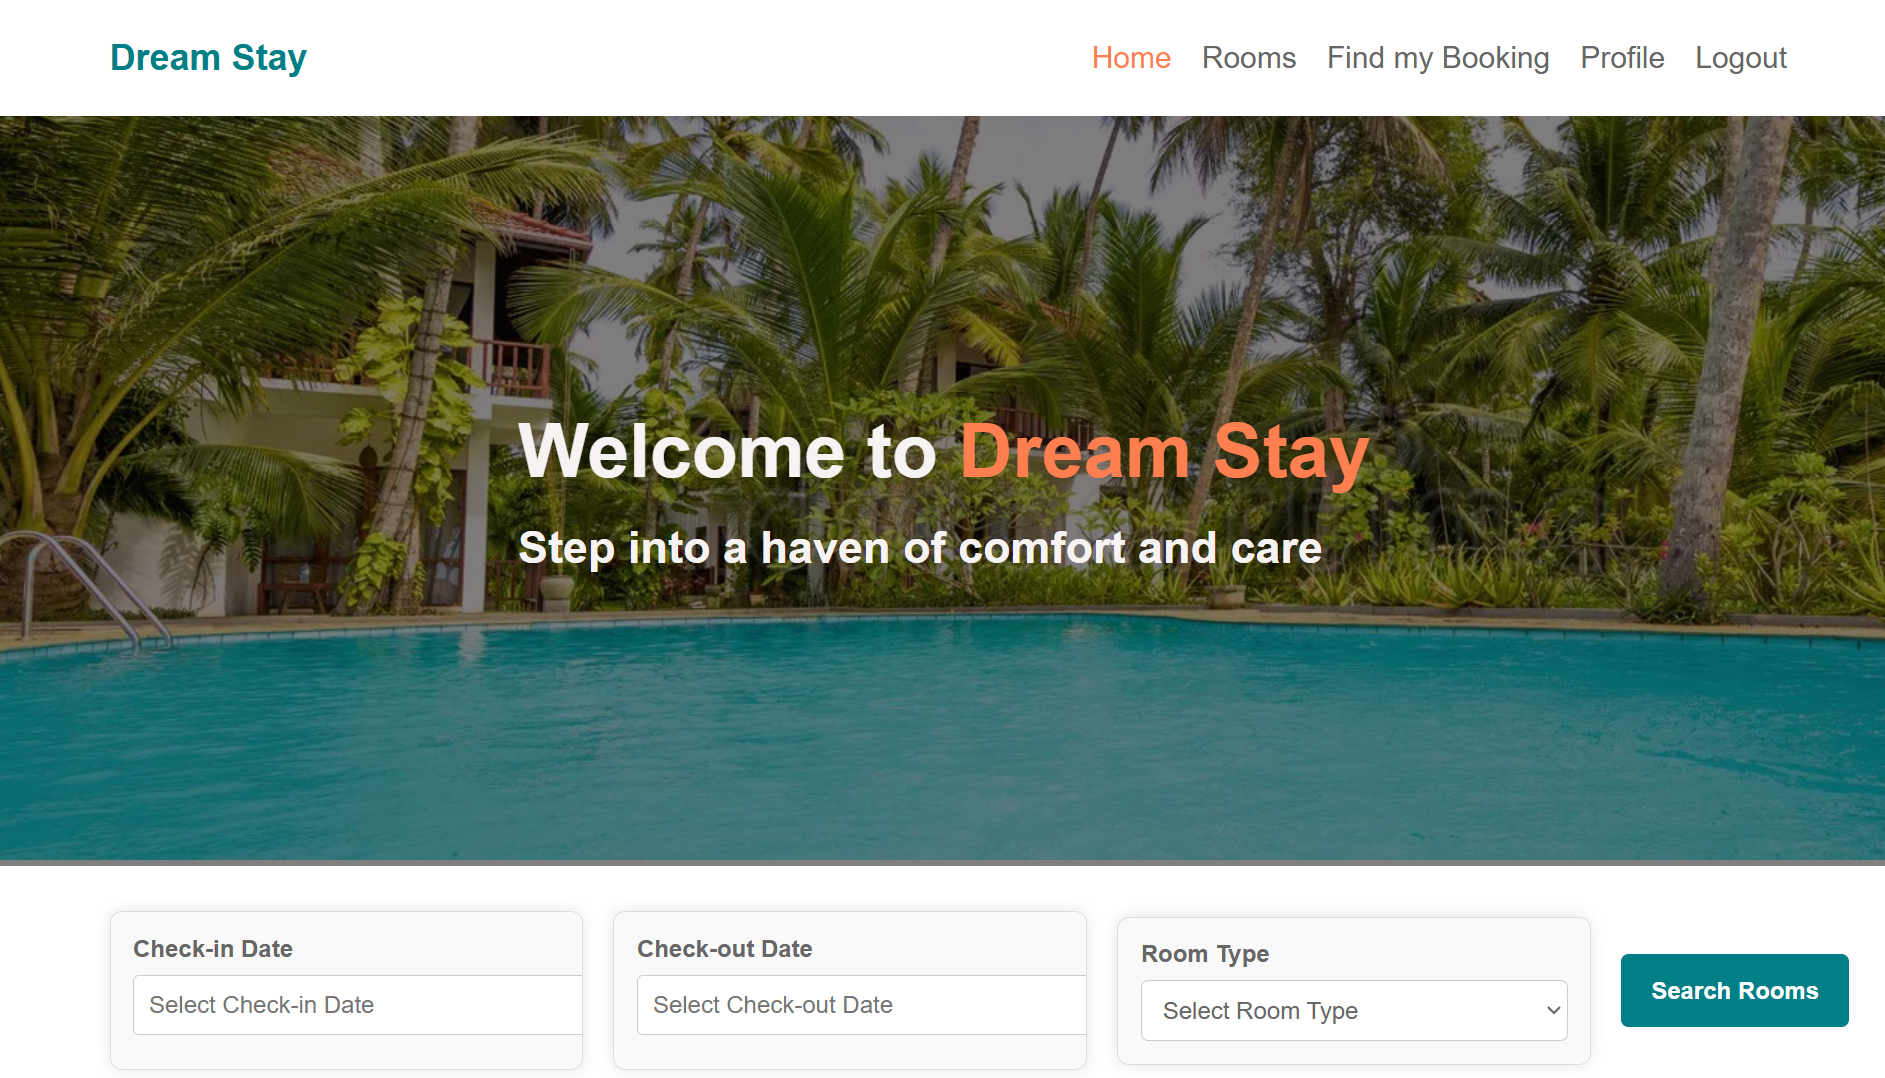 Dream Stay
Home Rooms Find my Booking Profile Logout
Welcome to Dream Stay
Step into a haven of comfort and care
Check-in Date
Select Check-in Date
Check-out Date
Select Check-out Date
Room Type
Select Room Type
Search Rooms